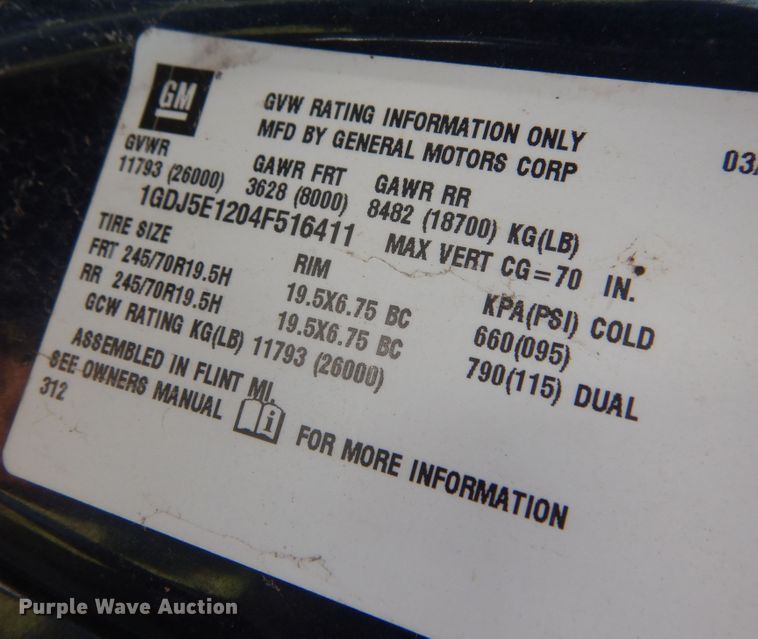 GM
GVW RATING INFORMATION ONLY
MFD BY GENERAL MOTORS CORP
GVWR GAWR FRT GAWR RR
11793 (26000) 3628 (8000) 8482 (18700) KG(LB)
1GDJ5E1204F516411 MAX VERT CG=70 IN.
TIRE SIZE RIM KPA(PSI) COLD
FRT 245/70R19.5H 19.5X6.75 BC 660(095)
RR 245/70R19.5H 19.5X6.75 BC 790(115) DUAL
GCW RATING KG(LB) 11793 (26000)
ASSEMBLED IN FLINT MI.
SEE OWNERS MANUAL i FOR MORE INFORMATION
312
Purple Wave Auction